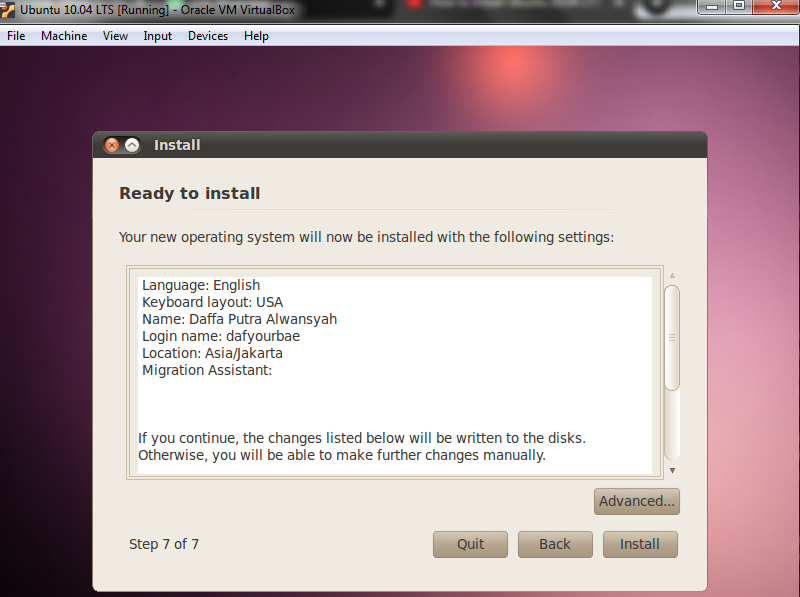 Ubuntu 10.04 LTS [Running] - Oracle VM VirtualBox
File Machine View Input Devices Help
Install
Ready to install
Your new operating system will now be installed with the following settings:
Language: English
Keyboard layout: USA
Name: Daffa Putra Alwansyah
Login name: dafyourbae
Location: Asia/Jakarta
Migration Assistant:
If you continue, the changes listed below will be written to the disks.
Otherwise, you will be able to make further changes manually.
Advanced...
Step 7 of 7 Quit Back Install